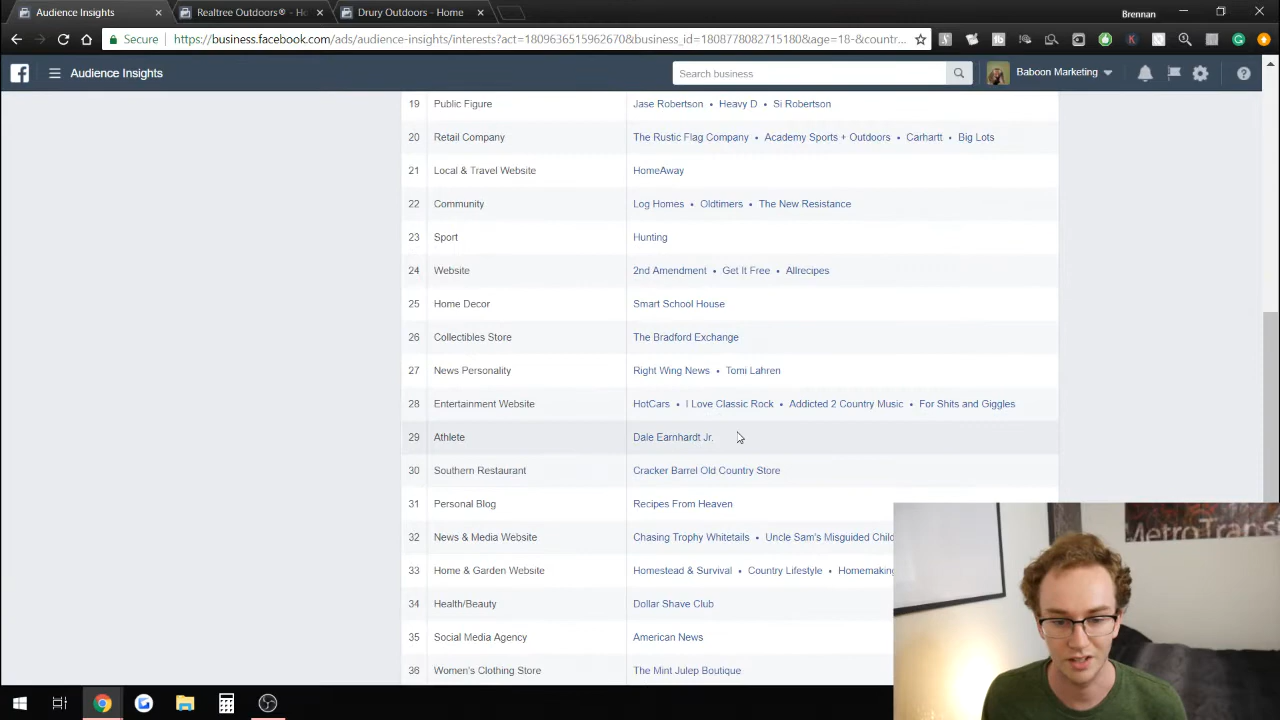 Audience Insights
Realtree Outdoors® - Ho
Drury Outdoors - Home
Brennan
Secure
https://business.facebook.com/ads/audience-insights/interests?act=1809636515962670&business_id=1808778082715180&age=18-&countr...
Audience Insights
Search business
Baboon Marketing
19 Public Figure Jase Robertson • Heavy D • Si Robertson
20 Retail Company The Rustic Flag Company • Academy Sports + Outdoors • Carhartt • Big Lots
21 Local & Travel Website HomeAway
22 Community Log Homes • Oldtimers • The New Resistance
23 Sport Hunting
24 Website 2nd Amendment • Get It Free • Allrecipes
25 Home Decor Smart School House
26 Collectibles Store The Bradford Exchange
27 News Personality Right Wing News • Tomi Lahren
28 Entertainment Website HotCars • I Love Classic Rock • Addicted 2 Country Music • For Shits and Giggles
29 Athlete Dale Earnhardt Jr.
30 Southern Restaurant Cracker Barrel Old Country Store
31 Personal Blog Recipes From Heaven
32 News & Media Website Chasing Trophy Whitetails • Uncle Sam's Misguided Chilc
33 Home & Garden Website Homestead & Survival • Country Lifestyle • Homemaking
34 Health/Beauty Dollar Shave Club
35 Social Media Agency American News
36 Women's Clothing Store The Mint Julep Boutique
MetroTransi